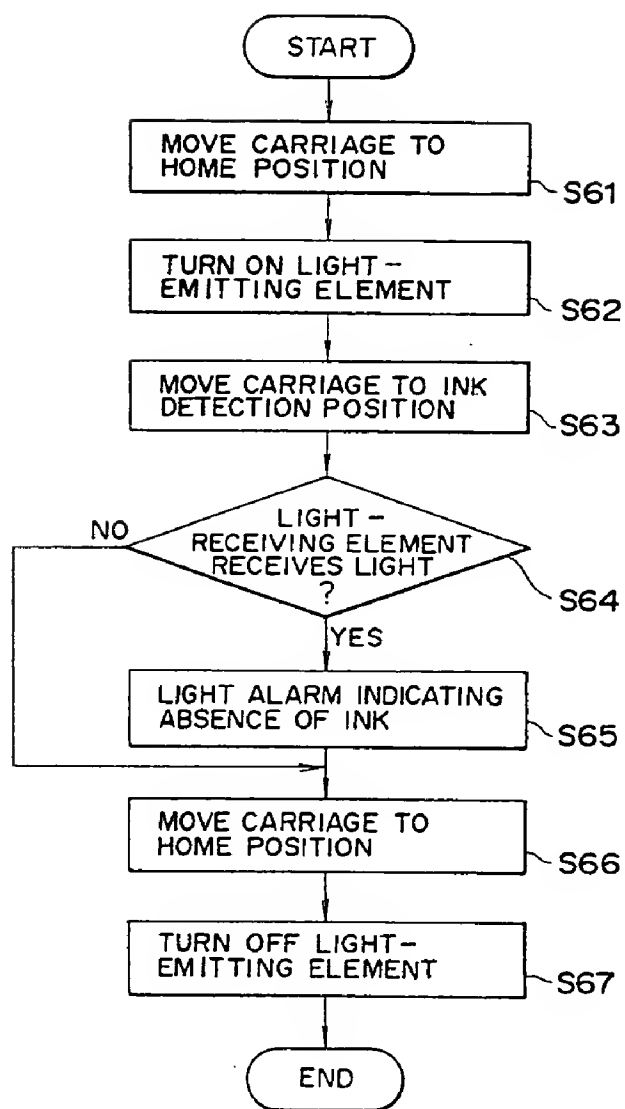 START
MOVE CARRIAGE TO
HOME POSITION
S61
TURN ON LIGHT-
EMITTING ELEMENT
S62
MOVE CARRIAGE TO INK
DETECTION POSITION
S63
NO
LIGHT-
RECEIVING ELEMENT
RECEIVES LIGHT
?
S64
YES
LIGHT ALARM INDICATING
ABSENCE OF INK
S65
MOVE CARRIAGE TO
HOME POSITION
S66
TURN OFF LIGHT-
EMITTING ELEMENT
S67
END